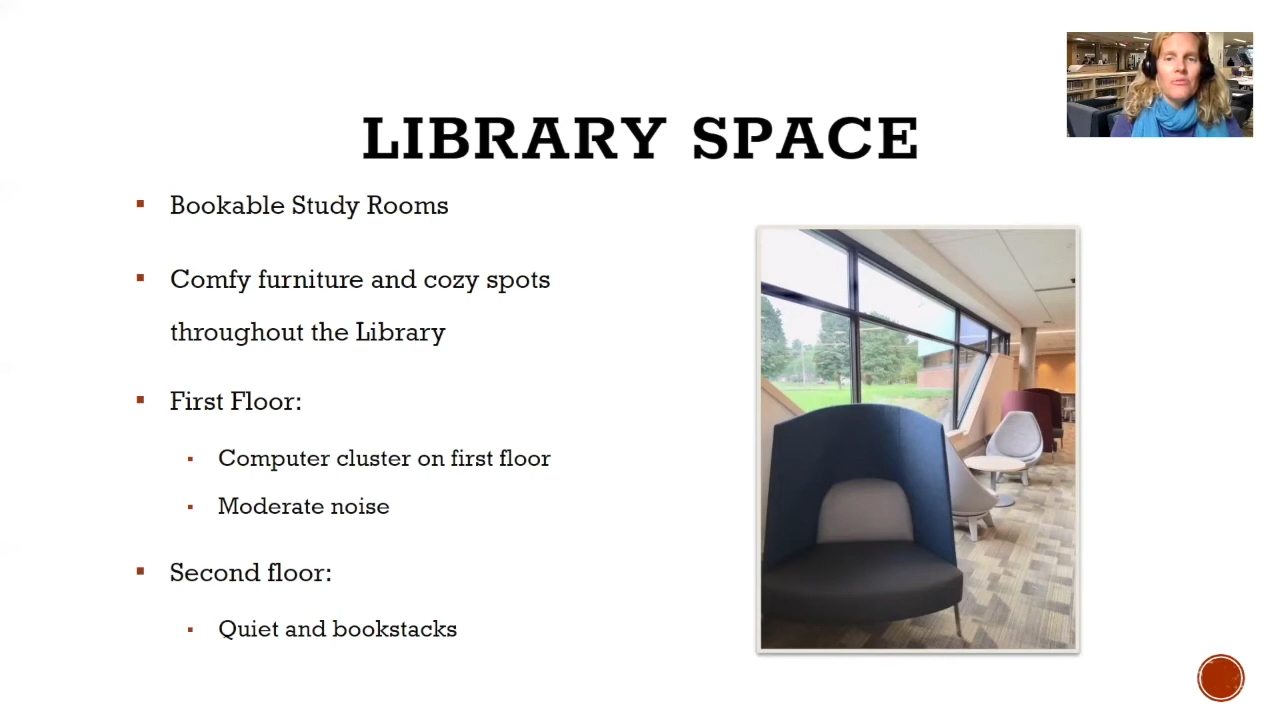 LIBRARY SPACE
Bookable Study Rooms
Comfy furniture and cozy spots
throughout the Library
First Floor:
Computer cluster on first floor
Moderate noise
Second floor:
Quiet and bookstacks